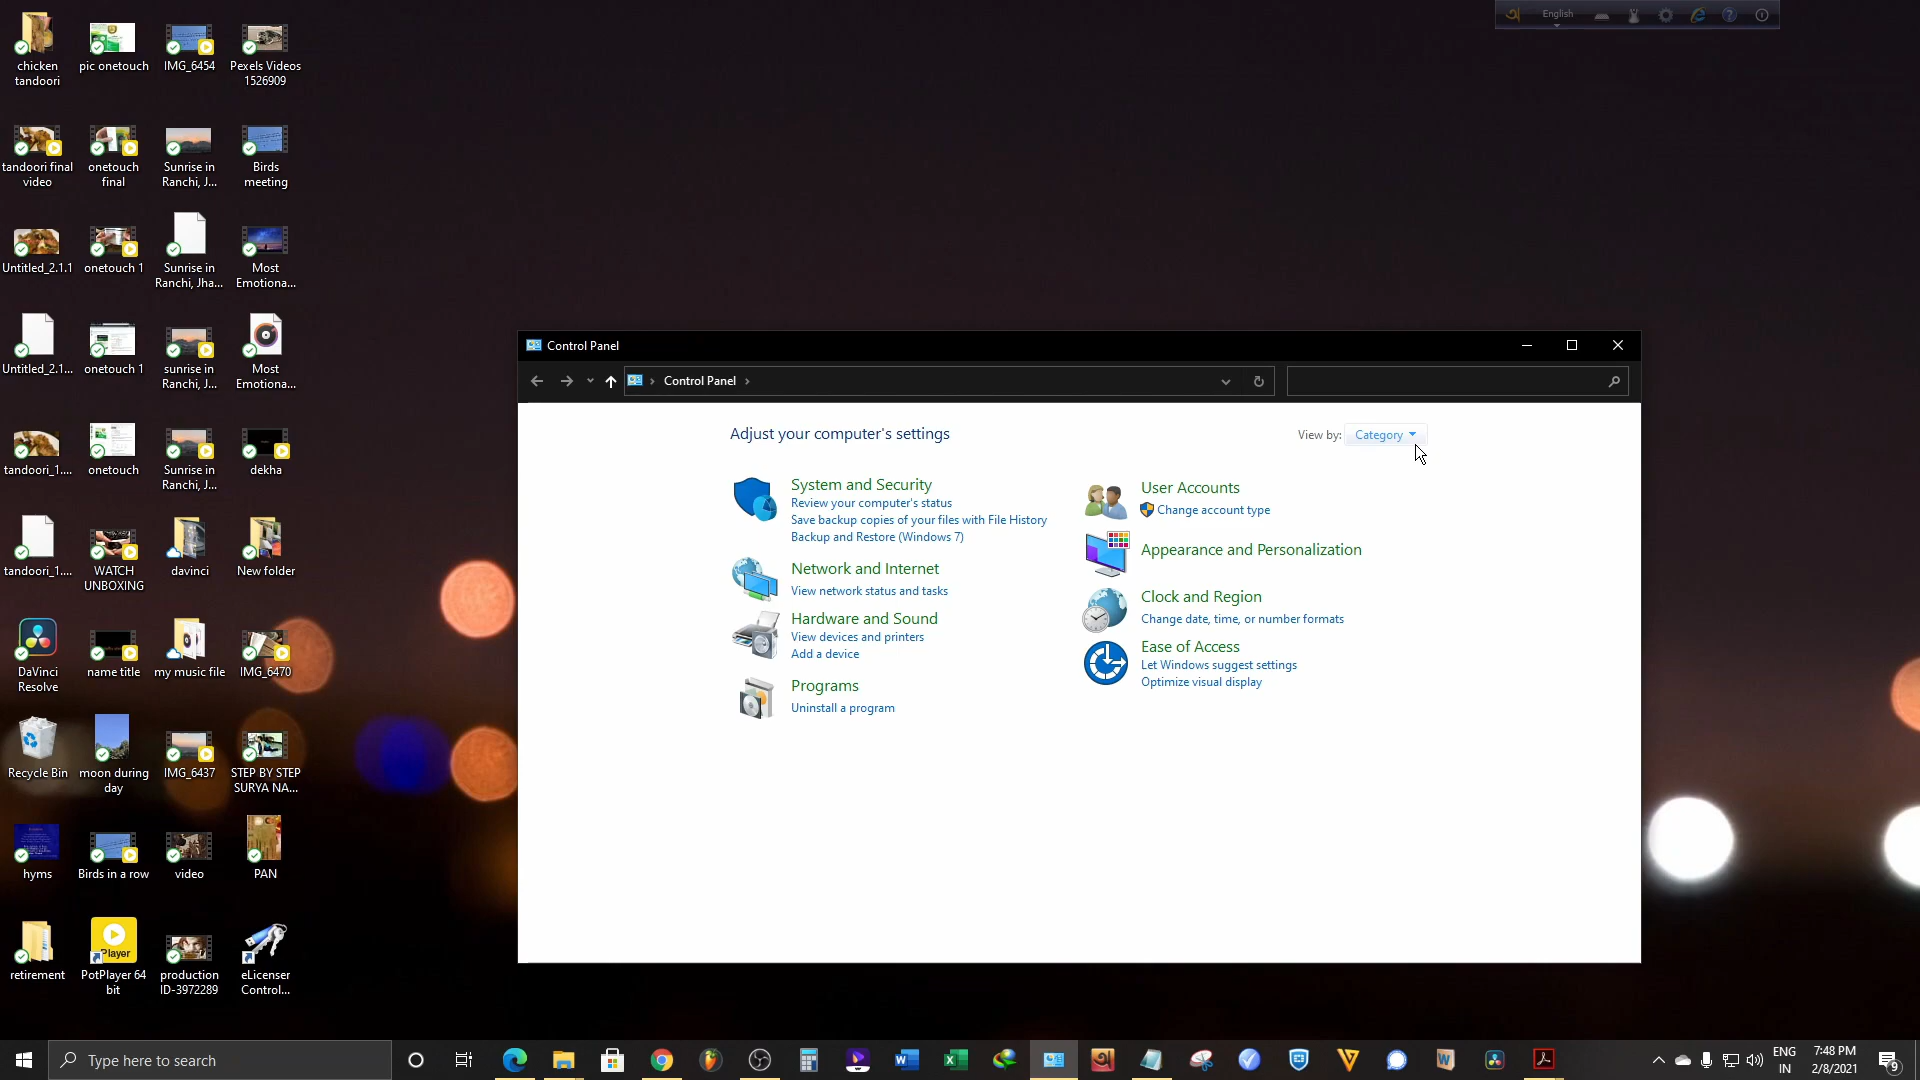 chicken
tandoori
pic onetouch
IMG_6454
Pexels Videos
1526909
tandoori final
video
onetouch
final
Sunrise in
Ranchi, J...
Birds
meeting
Untitled_2.1.1
onetouch 1
Sunrise in
Ranchi, Jha...
Most
Emotiona...
Untitled_2.1...
onetouch 1
sunrise in
Ranchi, J...
Most
Emotiona...
tandoori_1....
onetouch
Sunrise in
Ranchi, J...
dekha
tandoori_1....
WATCH
UNBOXING
davinci
New folder
DaVinci
Resolve
name title
my music file
IMG_6470
Recycle Bin
moon during
day
IMG_6437
STEP BY STEP
SURYA NA...
hyms
Birds in a row
video
PAN
retirement
PotPlayer 64
bit
production
ID-3972289
eLicenser
Control...
Player
English
Control Panel
Control Panel
Adjust your computer's settings
View by: Category
System and Security
Review your computer's status
Save backup copies of your files with File History
Backup and Restore (Windows 7)
Network and Internet
View network status and tasks
Hardware and Sound
View devices and printers
Add a device
Programs
Uninstall a program
User Accounts
Change account type
Appearance and Personalization
Clock and Region
Change date, time, or number formats
Ease of Access
Let Windows suggest settings
Optimize visual display
Type here to search
ENG
IN
7:48 PM
2/8/2021
9